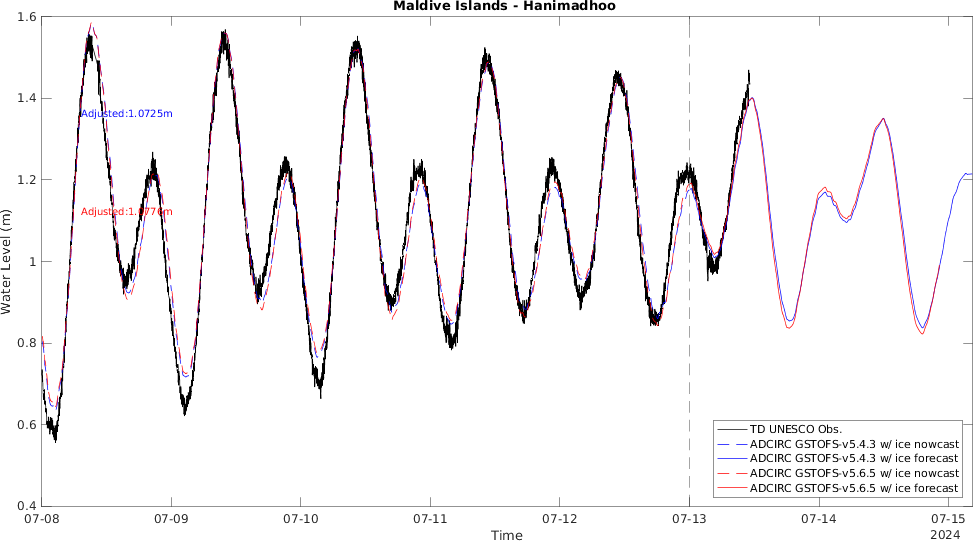 Maldive Islands - Hanimadhoo
1.6
1.4
Adjusted:1.0725m
1.2
Adjusted:1.0776m
1
Water Level (m)
0.8
0.6
0.4
TD UNESCO Obs.
ADCIRC GSTOFS-v5.4.3 w/ ice nowcast
ADCIRC GSTOFS-v5.4.3 w/ ice forecast
ADCIRC GSTOFS-v5.6.5 w/ ice nowcast
ADCIRC GSTOFS-v5.6.5 w/ ice forecast
07-08 07-09 07-10 07-11 07-12 07-13 07-14 07-15
Time
2024